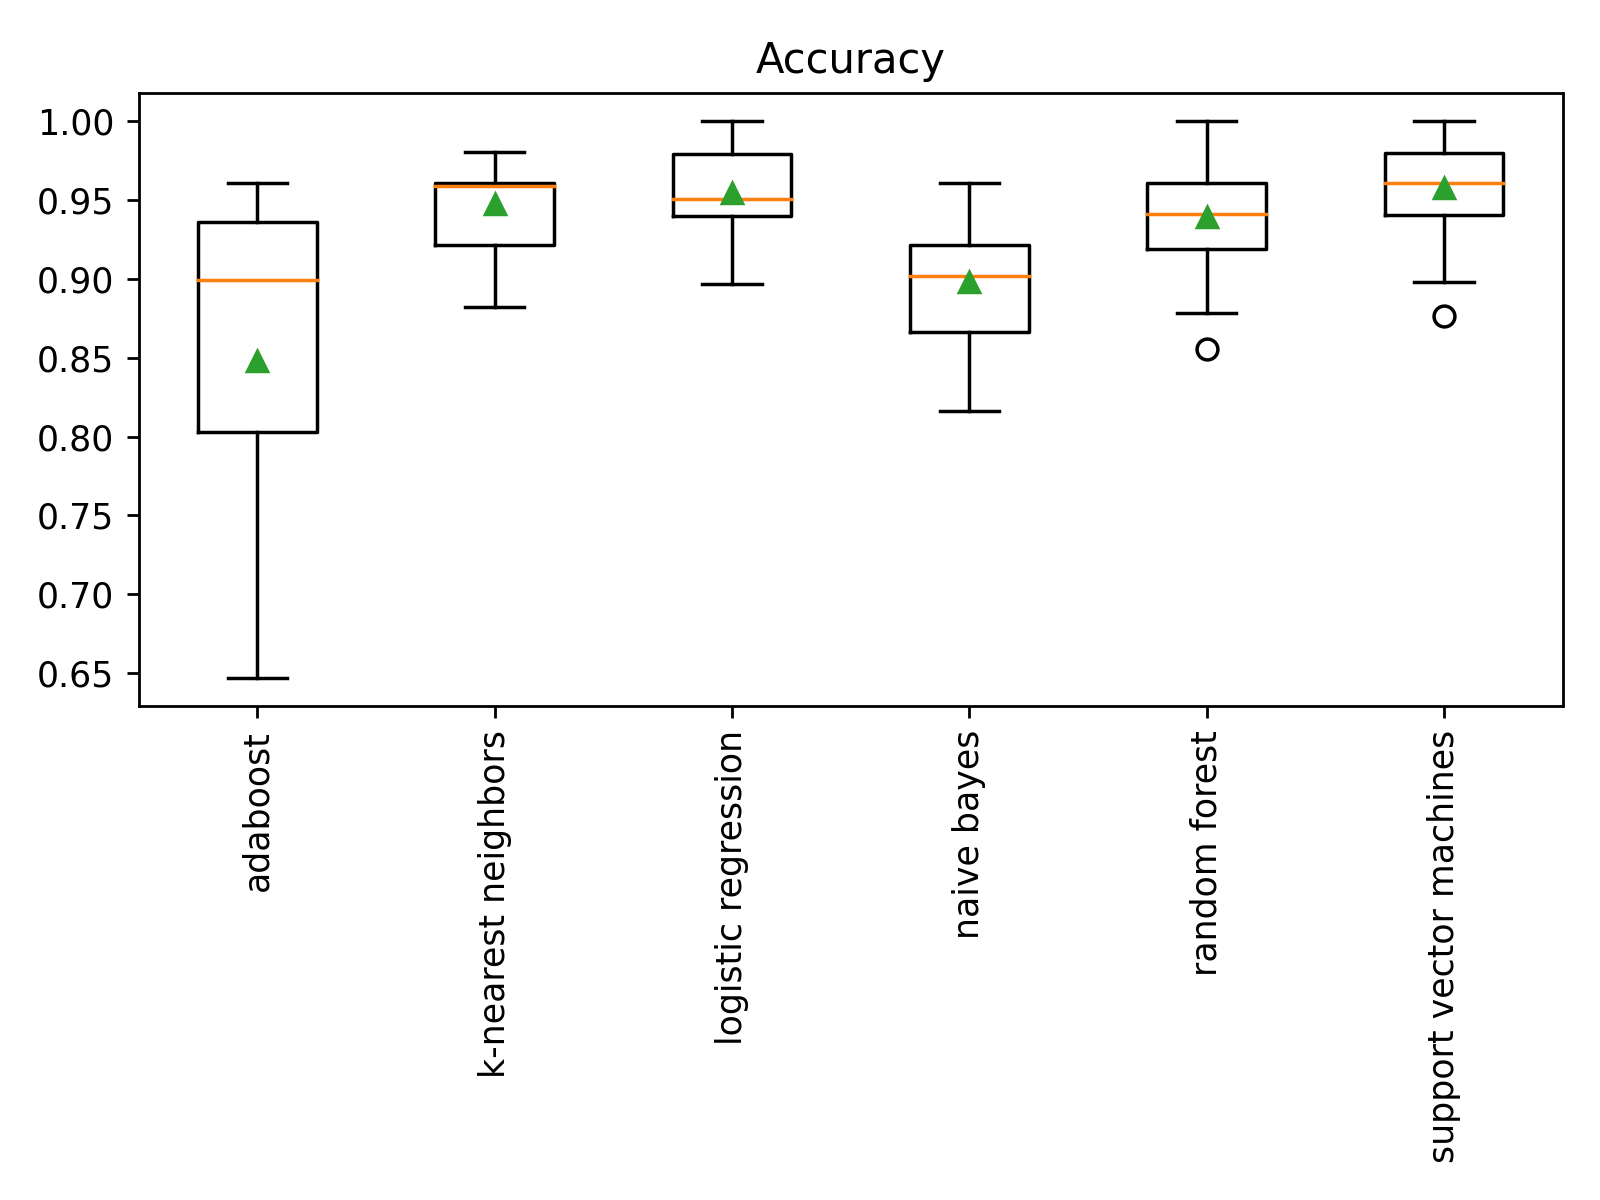 Accuracy
1.00
0.95
0.90
0.85
0.80
0.75
0.70
0.65
adaboost
k-nearest neighbors
logistic regression
naive bayes
random forest
support vector machines